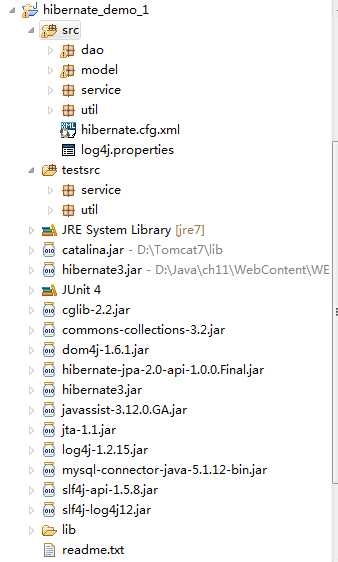 hibernate_demo_1
src
dao
model
service
util
hibernate.cfg.xml
log4j.properties
testsrc
service
util
JRE System Library [jre7]
catalina.jar - D:\Tomcat7\lib
hibernate3.jar - D:\Java\ch11\WebContent\WE
JUnit 4
cglib-2.2.jar
commons-collections-3.2.jar
dom4j-1.6.1.jar
hibernate-jpa-2.0-api-1.0.0.Final.jar
hibernate3.jar
javassist-3.12.0.GA.jar
jta-1.1.jar
log4j-1.2.15.jar
mysql-connector-java-5.1.12-bin.jar
slf4j-api-1.5.8.jar
slf4j-log4j12.jar
lib
readme.txt